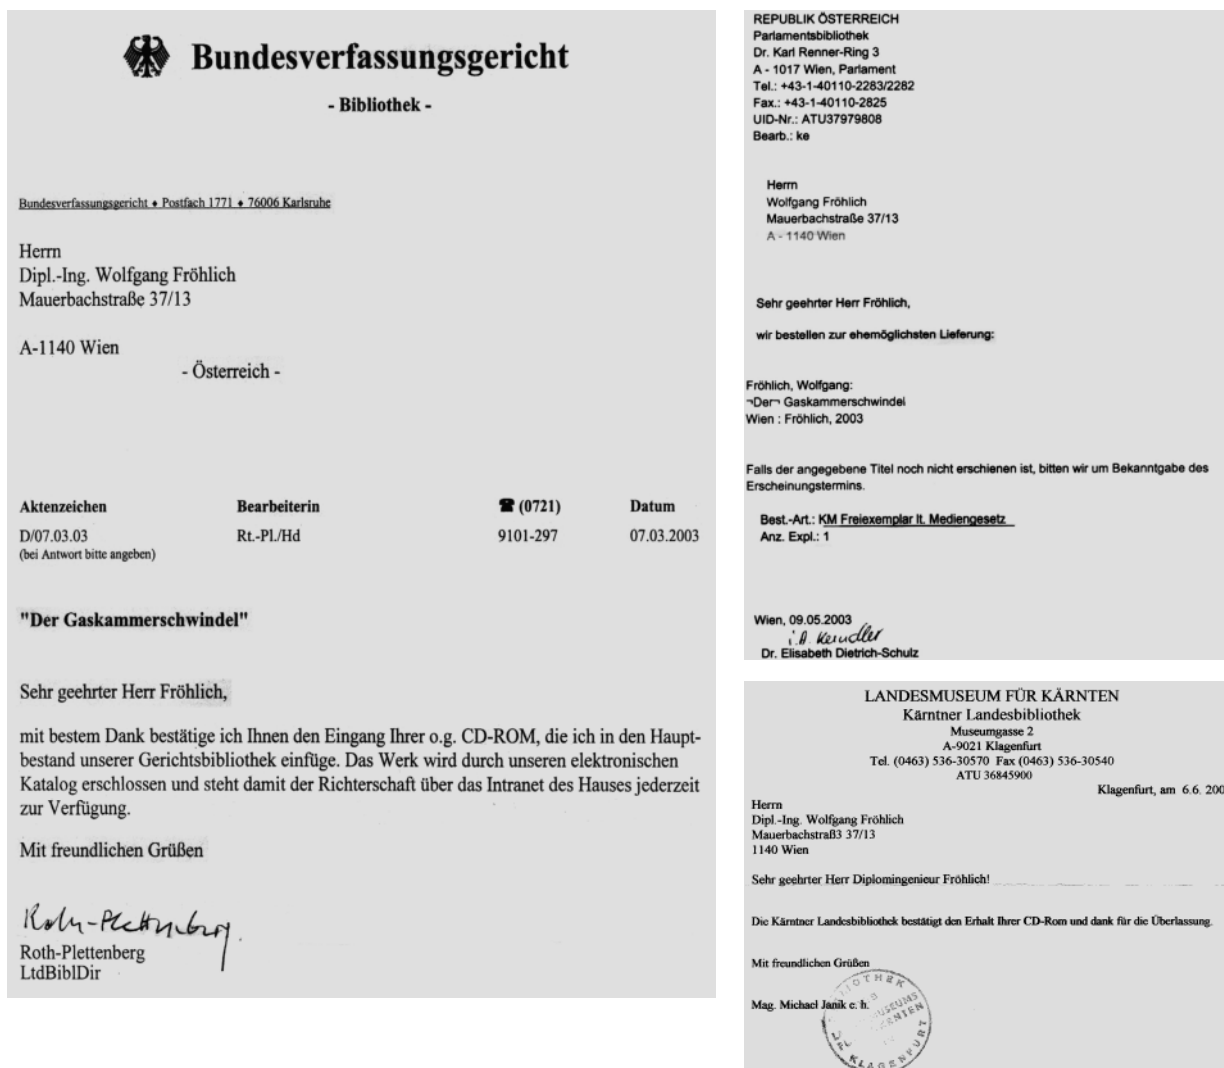 Bundesverfassungsgericht
- Bibliothek -
Bundesverfassungsgericht ♦ Postfach 1771 ♦ 76006 Karlsruhe
Herrn
Dipl.-Ing. Wolfgang Fröhlich
Mauerbachstraße 37/13
A-1140 Wien
- Österreich -
Aktenzeichen Bearbeiterin ☎ (0721) Datum
D/07.03.03 Rt.-Pl./Hd 9101-297 07.03.2003
(bei Antwort bitte angeben)
"Der Gaskammerschwindel"
Sehr geehrter Herr Fröhlich,
mit bestem Dank bestätige ich Ihnen den Eingang Ihrer o.g. CD-ROM, die ich in den Haupt-
bestand unserer Gerichtsbibliothek einfüge. Das Werk wird durch unseren elektronischen
Katalog erschlossen und steht damit der Richterschaft über das Intranet des Hauses jederzeit
zur Verfügung.
Mit freundlichen Grüßen
Roth-Plettenberg
Roth-Plettenberg
LtdBiblDir
REPUBLIK ÖSTERREICH
Parlamentsbibliothek
Dr. Karl Renner-Ring 3
A - 1017 Wien, Parlament
Tel.: +43-1-40110-2283/2282
Fax.: +43-1-40110-2825
UID-Nr.: ATU37979808
Bearb.: ke
Herrn
Wolfgang Fröhlich
Mauerbachstraße 37/13
A - 1140 Wien
Sehr geehrter Herr Fröhlich,
wir bestellen zur ehemöglichsten Lieferung:
Fröhlich, Wolfgang:
¬Der¬ Gaskammerschwindel
Wien : Fröhlich, 2003
Falls der angegebene Titel noch nicht erschienen ist, bitten wir um Bekanntgabe des
Erscheinungstermins.
Best.-Art.: KM Freiexemplar lt. Mediengesetz
Anz. Expl.: 1
Wien, 09.05.2003
i.A.
Dr. Elisabeth Dietrich-Schulz
LANDESMUSEUM FÜR KÄRNTEN
Kärntner Landesbibliothek
Museumgasse 2
A-9021 Klagenfurt
Tel. (0463) 536-30570 Fax (0463) 536-30540
ATU 36845900
Klagenfurt, am 6.6. 200
Herrn
Dipl.-Ing. Wolfgang Fröhlich
Mauerbachstraß3 37/13
1140 Wien
Sehr geehrter Herr Diplomingenieur Fröhlich!
Die Kärntner Landesbibliothek bestätigt den Erhalt Ihrer CD-Rom und dank für die Überlassung.
Mit freundlichen Grüßen
Mag. Michael Janik e. h.
KLAGENFURT